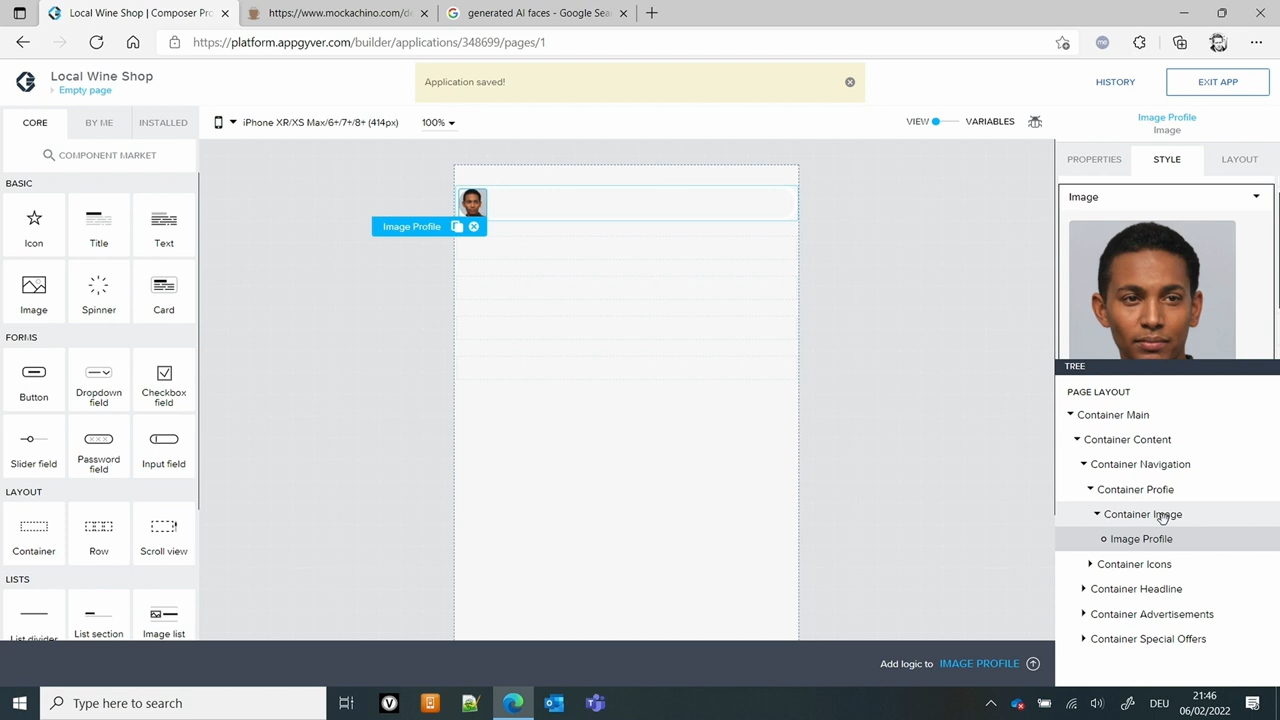 Local Wine Shop | Composer Pro
https://www.mockachino.com/de
generated AI faces - Google Sea
https://platform.appgyver.com/builder/applications/348699/pages/1
Local Wine Shop
Empty page
Application saved!
HISTORY
EXIT APP
CORE
BY ME
INSTALLED
iPhone XR/XS Max/6+/7+/8+ (414px)
100%
VIEW
VARIABLES
Image Profile
Image
COMPONENT MARKET
PROPERTIES
STYLE
LAYOUT
BASIC
Image
Icon
Title
Text
Image Profile
Image
Spinner
Card
FORMS
Button
Dropdown field
Checkbox field
TREE
PAGE LAYOUT
Container Main
Container Content
Slider field
Password field
Input field
Container Navigation
Container Profie
LAYOUT
Container Image
Image Profile
Container
Row
Scroll view
Container Icons
LISTS
Container Headline
Container Advertisements
List divider
List section
Image list
Container Special Offers
Add logic to IMAGE PROFILE
Type here to search
DEU
21:46
06/02/2022